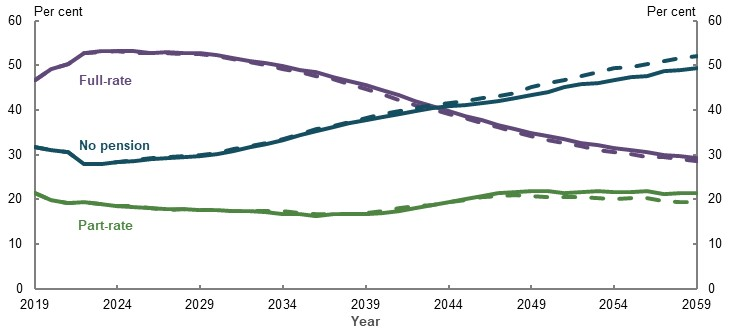 Per cent Per cent
60 60
50 50
Full-rate
40 40
No pension
30 30
20 20
Part-rate
10 10
0 0
2019 2024 2029 2034 2039 2044 2049 2054 2059
Year